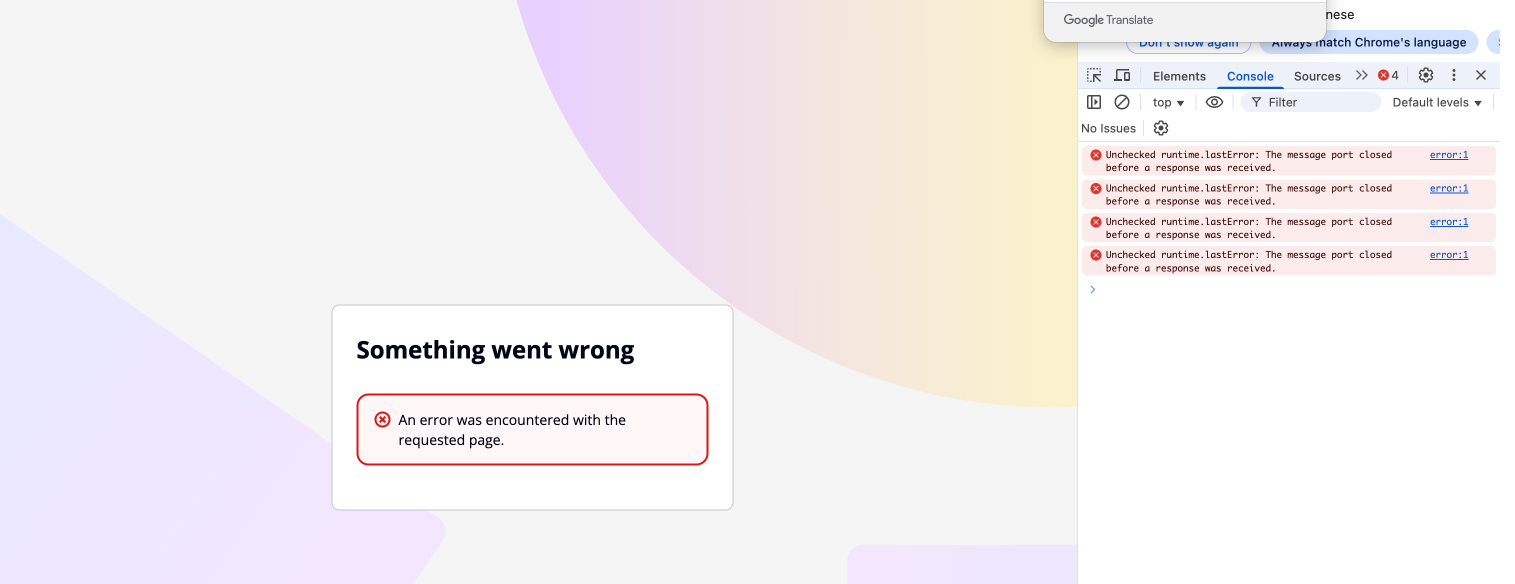 Google Translate
nese
Don't show again
Always match Chrome's language
Elements
Console
Sources
4
top
Filter
Default levels
No Issues
Unchecked runtime.lastError: The message port closed
before a response was received.
error:1
Unchecked runtime.lastError: The message port closed
before a response was received.
error:1
Unchecked runtime.lastError: The message port closed
before a response was received.
error:1
Unchecked runtime.lastError: The message port closed
before a response was received.
error:1
Something went wrong
An error was encountered with the
requested page.